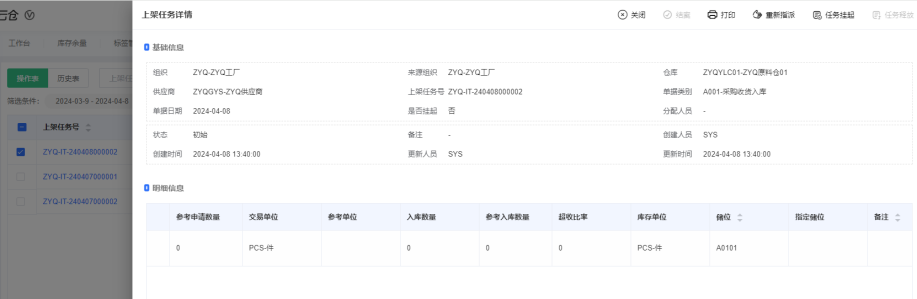 云仓
上架任务详情
关闭 结案 打印 重新指派 任务挂起 任务释放
工作台 库存余量 标签管
基础信息
操作表 历史表 上架任
组织 ZYQ-ZYQ工厂 来源组织 ZYQ-ZYQ工厂 仓库 ZYQYLC01-ZYQ原料仓01
供应商 ZYQGYS-ZYQ供应商 上架任务号 ZYQ-IT-240408000002 单据类别 A001-采购收货入库
筛选条件: 2024-03-9 - 2024-04-8
单据日期 2024-04-08 是否挂起 否 分配人员 -
上架任务号
状态 初始 备注 - 创建人员 SYS
ZYQ-IT-240408000002
创建时间 2024-04-08 13:40:00 更新人员 SYS 更新时间 2024-04-08 13:40:00
ZYQ-IT-240407000001
明细信息
ZYQ-IT-240407000002
参考申请数量 交易单位 参考单位 入库数量 参考入库数量 超收比率 库存单位 储位 指定储位 备注
0 PCS-件 0 0 0 PCS-件 A0101